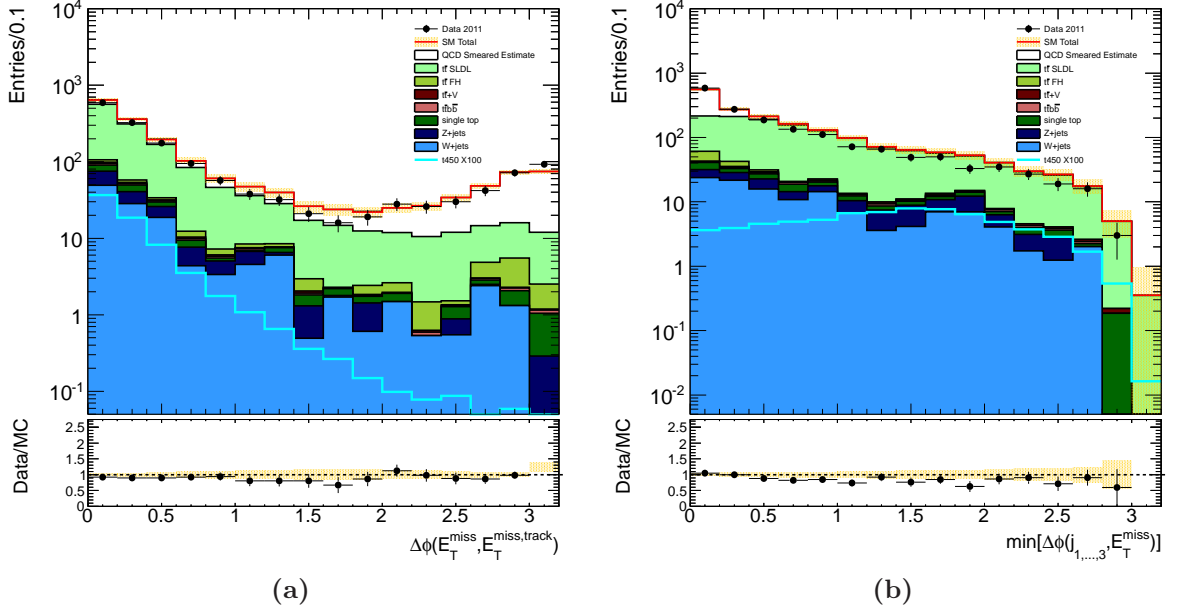 Entries/0.1
10⁴
10³
10²
10
1
10⁻¹
Data 2011
SM Total
QCD Smeared Estimate
tt̄ SLDL
tt̄ FH
tt̄+V
tt̄bb̄
single top
Z+jets
W+jets
t450 X100
Data/MC
2.5
2
1.5
1
0.5
0
0 0.5 1 1.5 2 2.5 3
Δϕ(E_T^miss,E_T^miss,track)
(a)
Entries/0.1
10⁴
10³
10²
10
1
10⁻¹
10⁻²
Data 2011
SM Total
QCD Smeared Estimate
tt̄ SLDL
tt̄ FH
tt̄+V
tt̄bb̄
single top
Z+jets
W+jets
t450 X100
Data/MC
2.5
2
1.5
1
0.5
0
0 0.5 1 1.5 2 2.5 3
min[Δϕ(j_1,...,3,E_T^miss)]
(b)